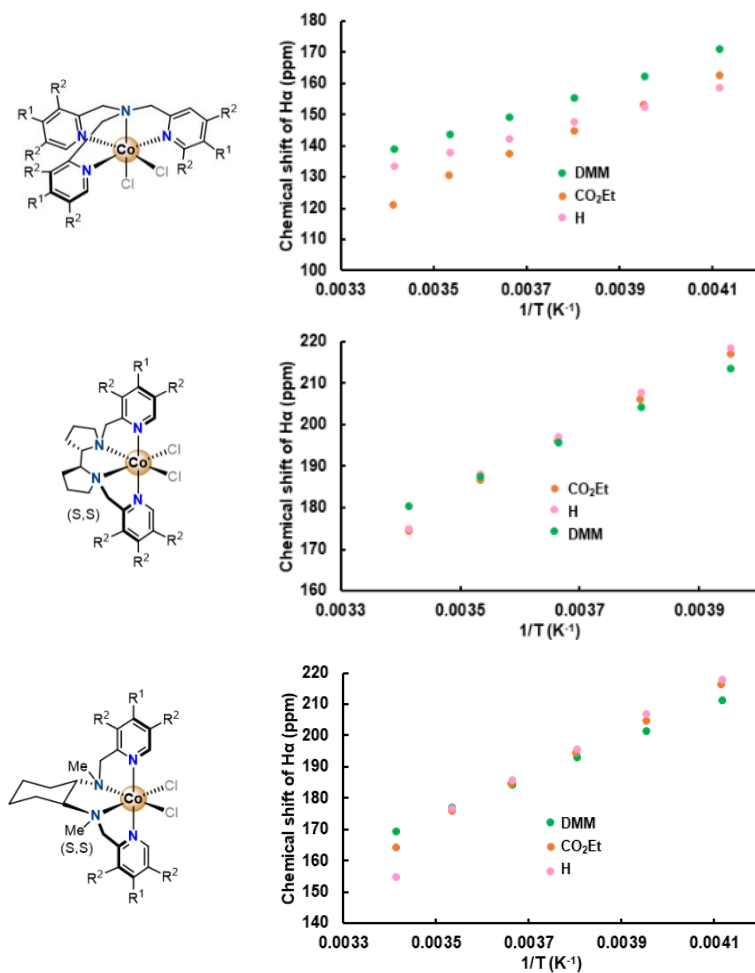 R²
R¹
R²
N
R²
R¹
R²
N
N
N
Co
Cl
Cl
R²
R²
R¹
R²
Chemical shift of Hα (ppm)
170
180
160
150
140
130
120
110
100
DMM
CO₂Et
H
0.0033
0.0035
0.0037
0.0039
0.0041
1/T (K⁻¹)
R¹
R²
R²
N
N
N
N
Co
Cl
Cl
(S,S)
R²
R²
R¹
Chemical shift of Hα (ppm)
220
210
200
190
180
170
160
CO₂Et
H
DMM
0.0033
0.0035
0.0037
0.0039
1/T (K⁻¹)
R¹
R²
R²
Me
N
N
N
N
Co
Cl
Cl
Me
(S,S)
R²
R²
R¹
Chemical shift of Hα (ppm)
220
210
200
190
180
170
160
150
140
DMM
CO₂Et
H
0.0033
0.0035
0.0037
0.0039
0.0041
1/T (K⁻¹)